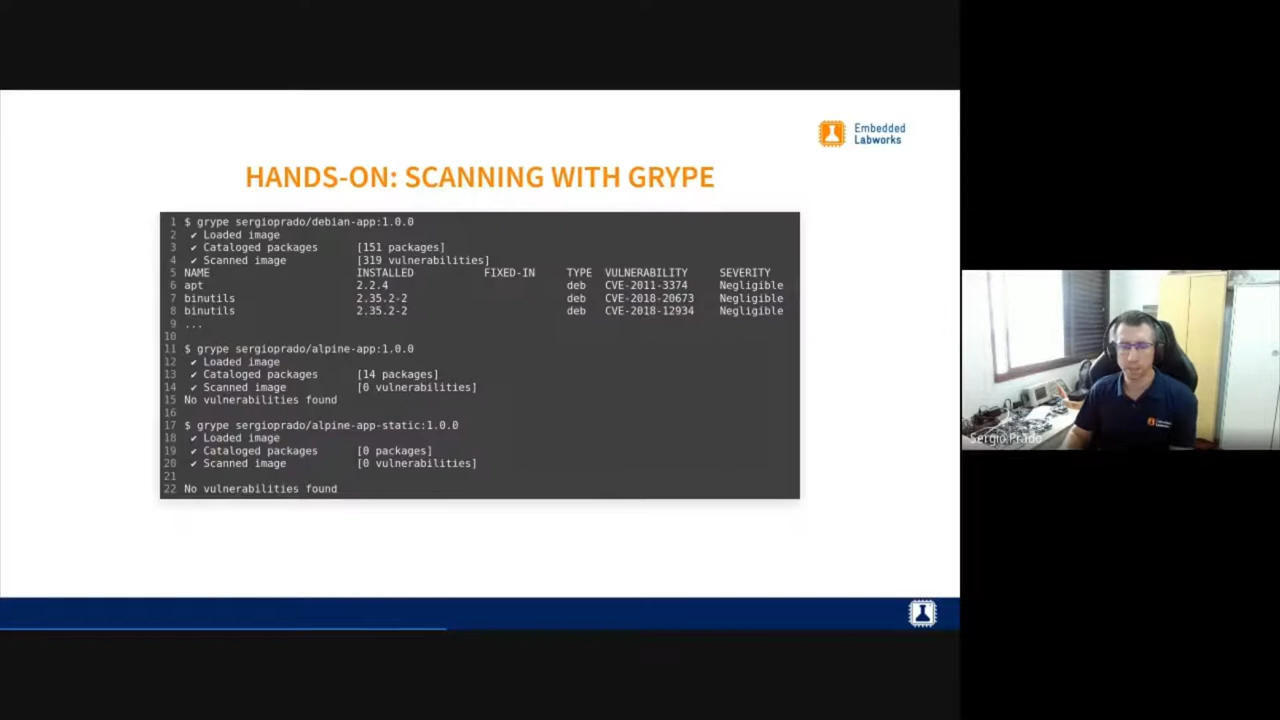 Embedded
Labworks
HANDS-ON: SCANNING WITH GRYPE
1 $ grype sergioprado/debian-app:1.0.0
2 ✔ Loaded image
3 ✔ Cataloged packages [151 packages]
4 ✔ Scanned image [319 vulnerabilities]
5 NAME INSTALLED FIXED-IN TYPE VULNERABILITY SEVERITY
6 apt 2.2.4 deb CVE-2011-3374 Negligible
7 binutils 2.35.2-2 deb CVE-2018-20673 Negligible
8 binutils 2.35.2-2 deb CVE-2018-12934 Negligible
9 ...
10
11 $ grype sergioprado/alpine-app:1.0.0
12 ✔ Loaded image
13 ✔ Cataloged packages [14 packages]
14 ✔ Scanned image [0 vulnerabilities]
15 No vulnerabilities found
16
17 $ grype sergioprado/alpine-app-static:1.0.0
18 ✔ Loaded image
19 ✔ Cataloged packages [0 packages]
20 ✔ Scanned image [0 vulnerabilities]
21
22 No vulnerabilities found
Sergio Prado
Embedded
Labworks